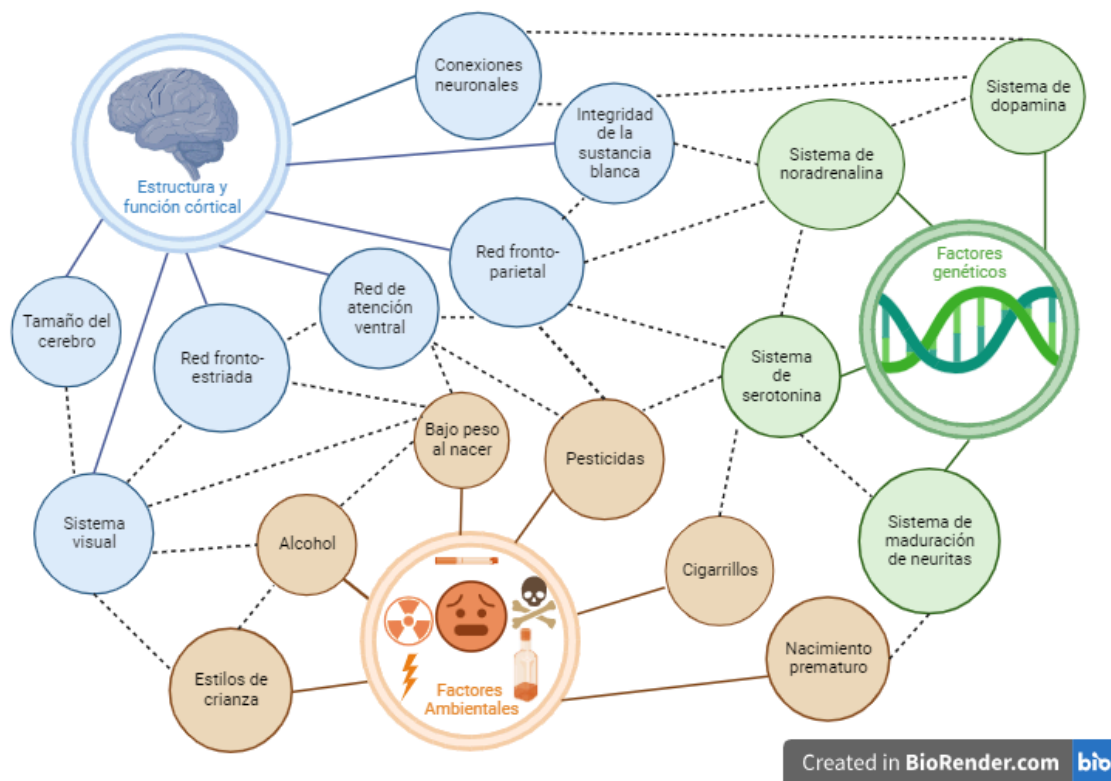 Conexiones
neuronales
Sistema de
dopamina
Integridad
de la
sustancia
blanca
Sistema de
noradrenalina
Estructura y
función córtical
Red fronto-
parietal
Factores
genéticos
Red de
atención
ventral
Tamaño del
cerebro
Red fronto-
estriada
Sistema
de
serotonina
Bajo peso
al nacer
Pesticidas
Sistema
visual
Alcohol
Sistema de
maduración
de neuritas
Cigarrillos
Nacimiento
prematuro
Estilos de
crianza
Factores
Ambientales
Created in BioRender.com bio